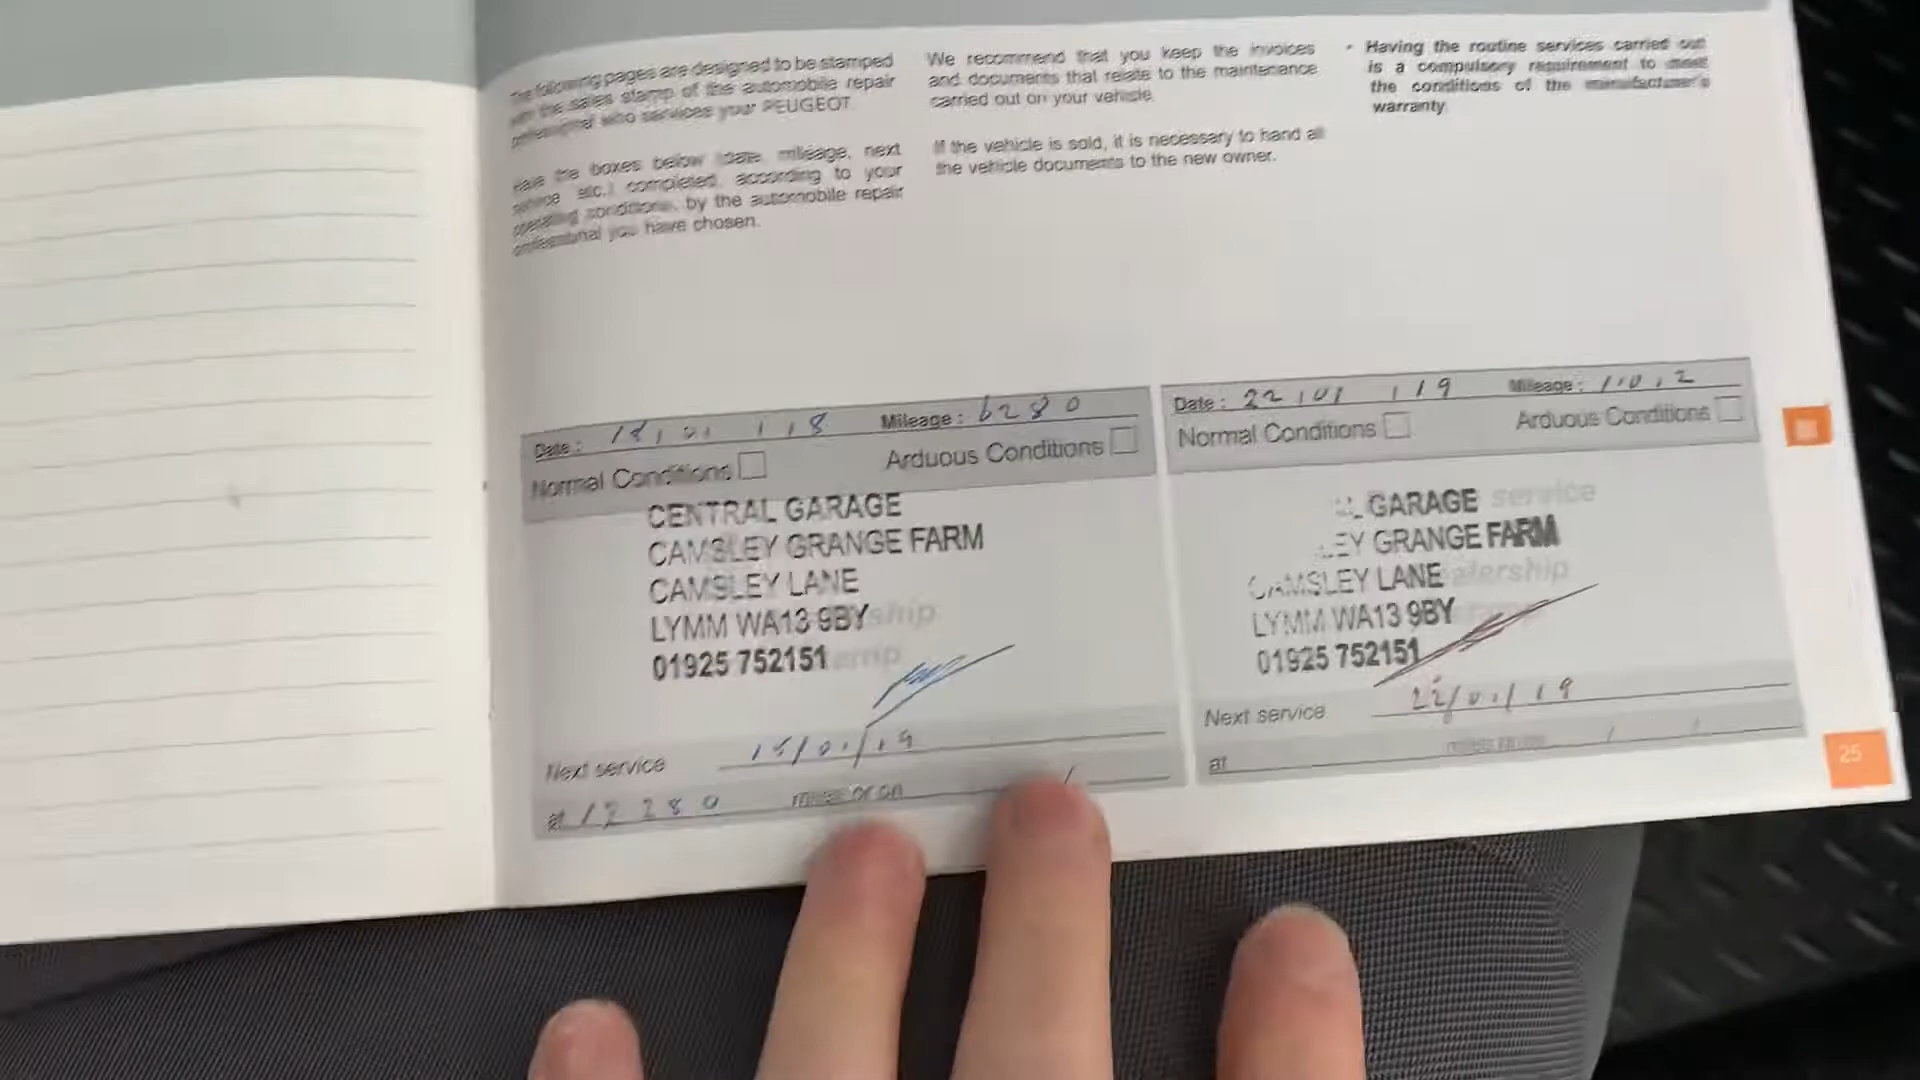 The following pages are designed to be stamped
with the sales stamp of the automobile repair
professional who services your PEUGEOT.
Have the boxes below (date, mileage, next
service etc.) completed, according to your
operating conditions, by the automobile repair
professional you have chosen.
We recommend that you keep the invoices
and documents that relate to the maintenance
carried out on your vehicle.
If the vehicle is sold, it is necessary to hand all
the vehicle documents to the new owner.
• Having the routine services carried out
is a compulsory requirement to meet
the conditions of the manufacturer's
warranty.
Date: / 01 / 18 Mileage: 6280
Normal Conditions Arduous Conditions
CENTRAL GARAGE
CAMSLEY GRANGE FARM
CAMSLEY LANE
LYMM WA13 9BY ship
01925 752151
Next service /01/19
at 12280 miles or on /
Date: 22/01/19 Mileage:
Normal Conditions Arduous Conditions
L GARAGE service
EY GRANGE FARM
CAMSLEY LANE alership
LYMM WA13 9BY
01925 752151
Next service 22/01/19
at / /
25